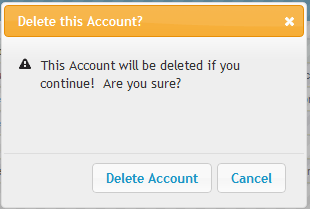 Delete this Account?
This Account will be deleted if you
continue!  Are you sure?
Delete Account
Cancel